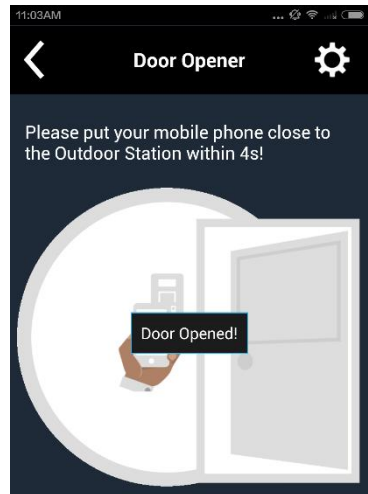 11:03AM
Door Opener
Please put your mobile phone close to
the Outdoor Station within 4s!
Door Opened!